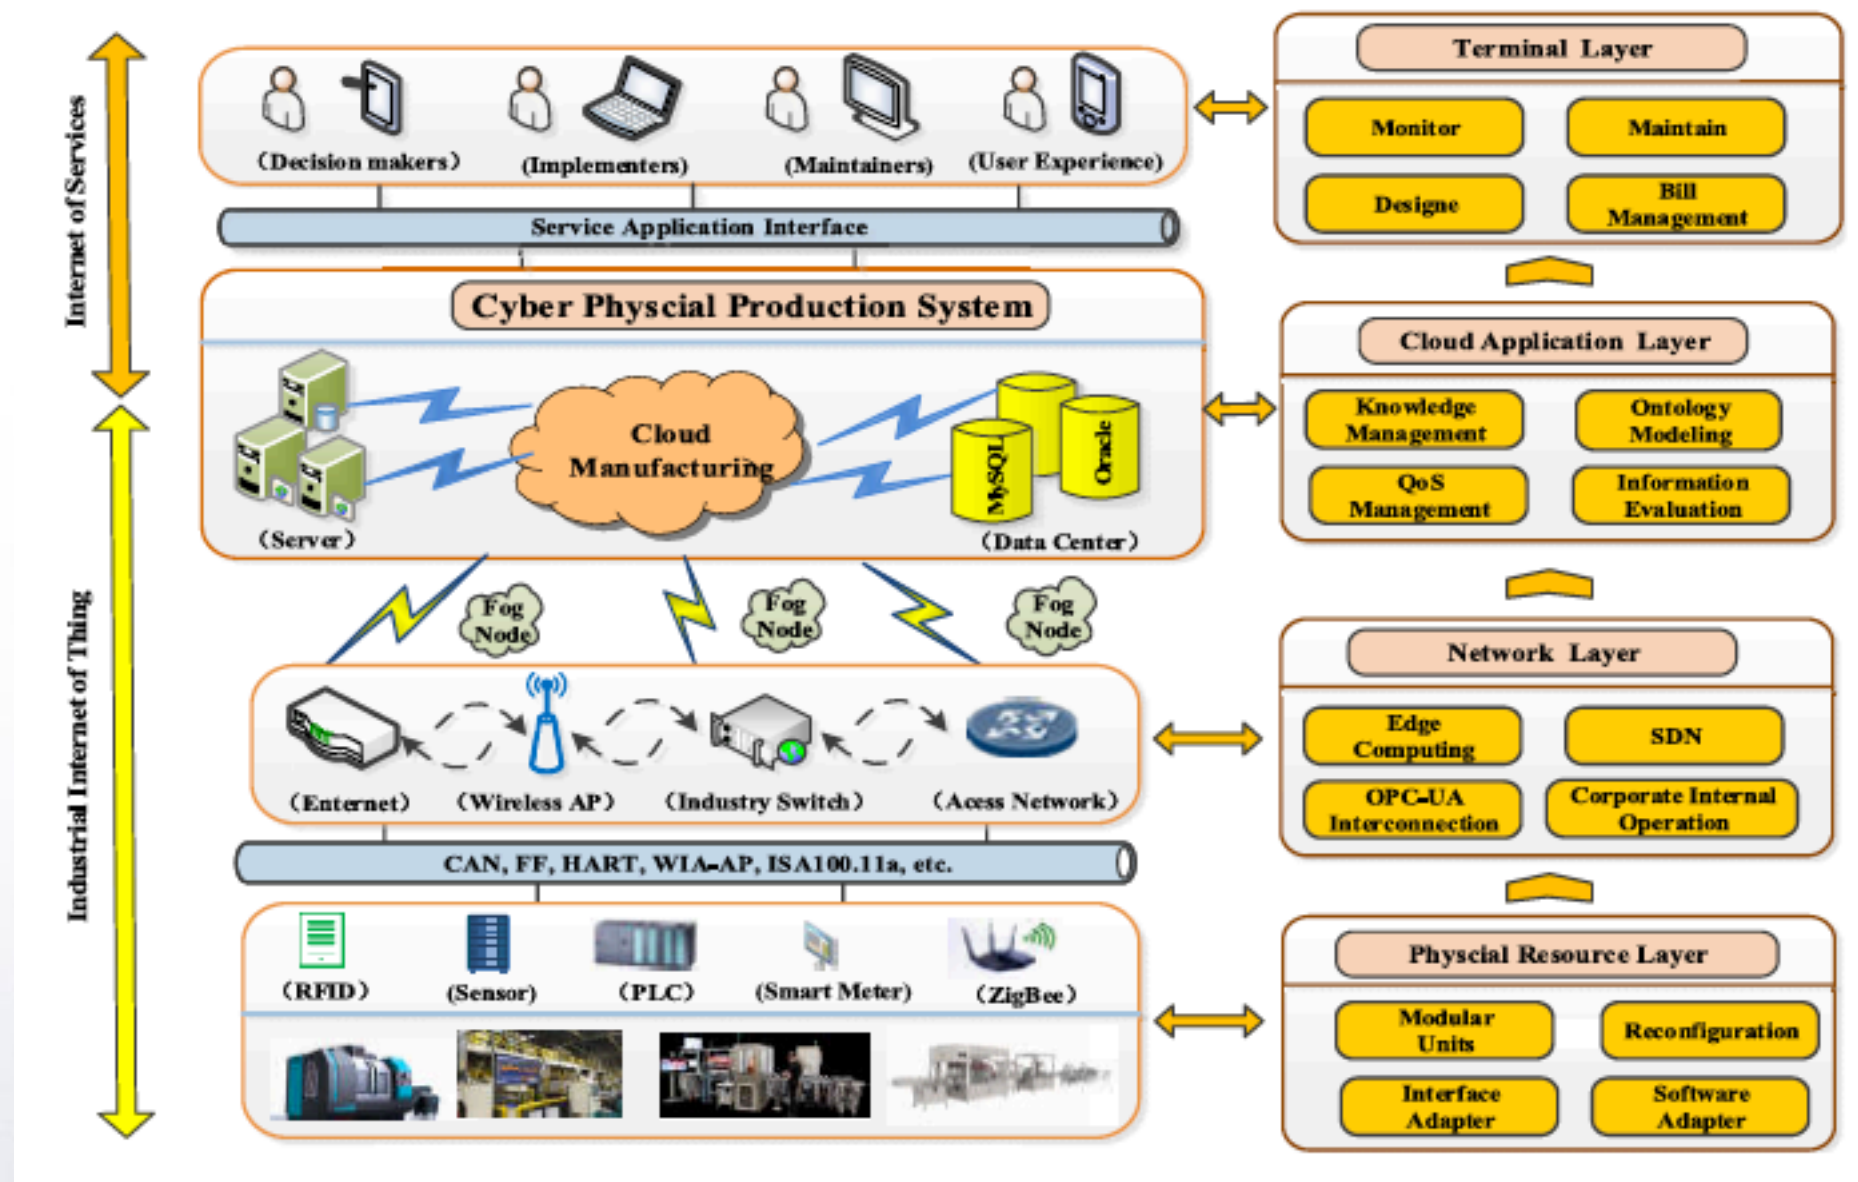 Internet of Services
Industrial Internet of Thing
(Decision makers)
(Implementers)
(Maintainers)
(User Experience)
Service Application Interface
Cyber Physcial Production System
Cloud
Manufacturing
MySQL
Oracle
(Server)
(Data Center)
Fog
Node
Fog
Node
Fog
Node
(Enternet)
(Wireless AP)
(Industry Switch)
(Acess Network)
CAN, FF, HART, WIA-AP, ISA100.11a, etc.
(RFID)
(Sensor)
(PLC)
(Smart Meter)
(ZigBee)
Terminal Layer
Monitor
Maintain
Designe
Bill
Management
Cloud Application Layer
Knowledge
Management
Ontology
Modeling
QoS
Management
Information
Evaluation
Network Layer
Edge
Computing
SDN
OPC-UA
Interconnection
Corporate Internal
Operation
Physcial Resource Layer
Modular
Units
Reconfiguration
Interface
Adapter
Software
Adapter